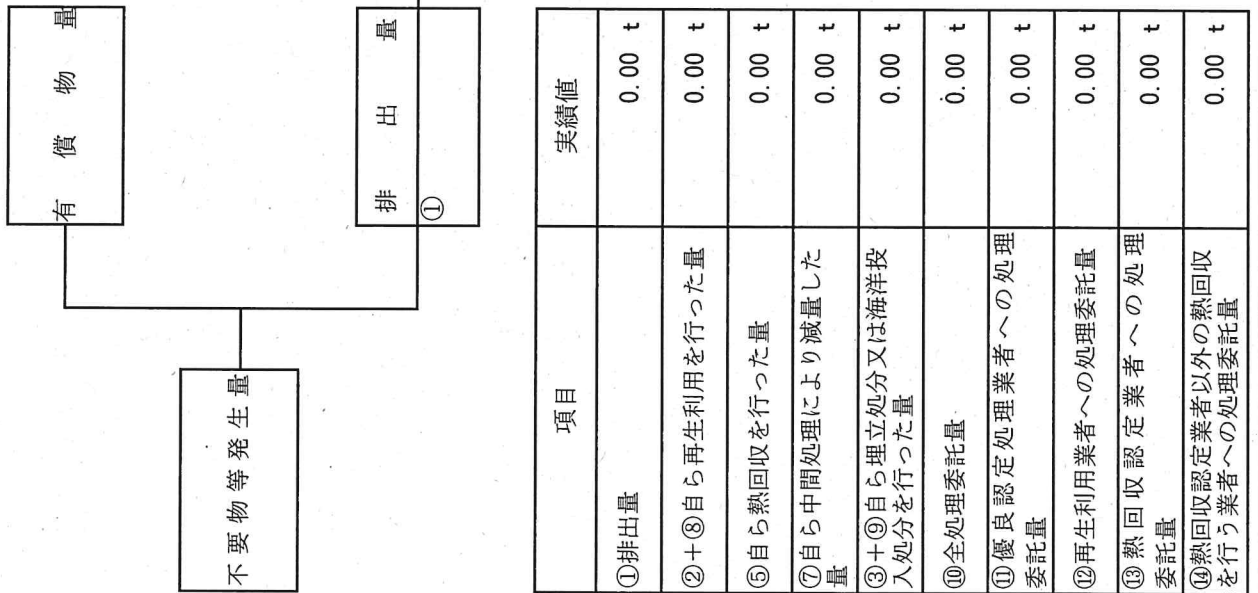 有償物量
不要物等発生量
排出量
①
項目 実績値
①排出量 0.00 t
②＋⑧自ら再生利用を行った量 0.00 t
⑤自ら熱回収を行った量 0.00 t
⑦自ら中間処理により減量した
量 0.00 t
③＋⑨自ら埋立処分又は海洋投
入処分を行った量 0.00 t
⑩全処理委託量 0.00 t
⑪優良認定処理業者への処理
委託量 0.00 t
⑫再生利用業者への処理委託量 0.00 t
⑬熱回収認定業者への処理
委託量 0.00 t
⑭熱回収認定業者以外の熱回収
を行う業者への処理委託量 0.00 t